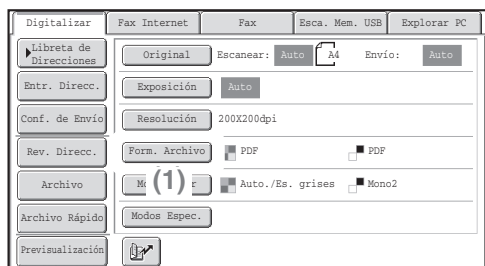 Digitalizar Fax Internet Fax Esca. Mem. USB Explorar PC
Libreta de
Direcciones
Original Escanear: Auto A4 Envío: Auto
Entr. Direcc. Exposición Auto
Conf. de Envío Resolución 200X200dpi
Rev. Direcc. Form. Archivo PDF PDF
Archivo (1) Auto./Es. grises Mono2
Archivo Rápido Modos Espec.
Previsualización